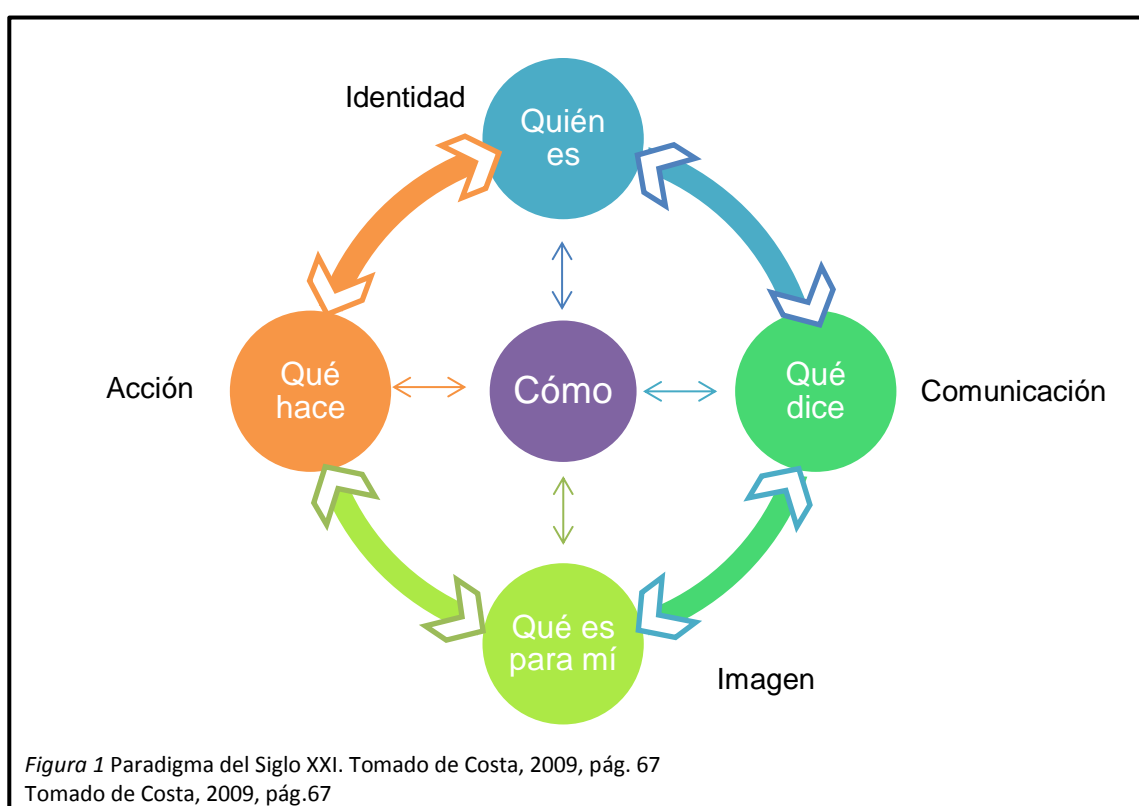 Identidad
Quién
es
Acción
Qué
hace
Cómo
Qué
dice
Comunicación
Qué es
para mí
Imagen
Figura 1 Paradigma del Siglo XXI. Tomado de Costa, 2009, pág. 67
Tomado de Costa, 2009, pág.67